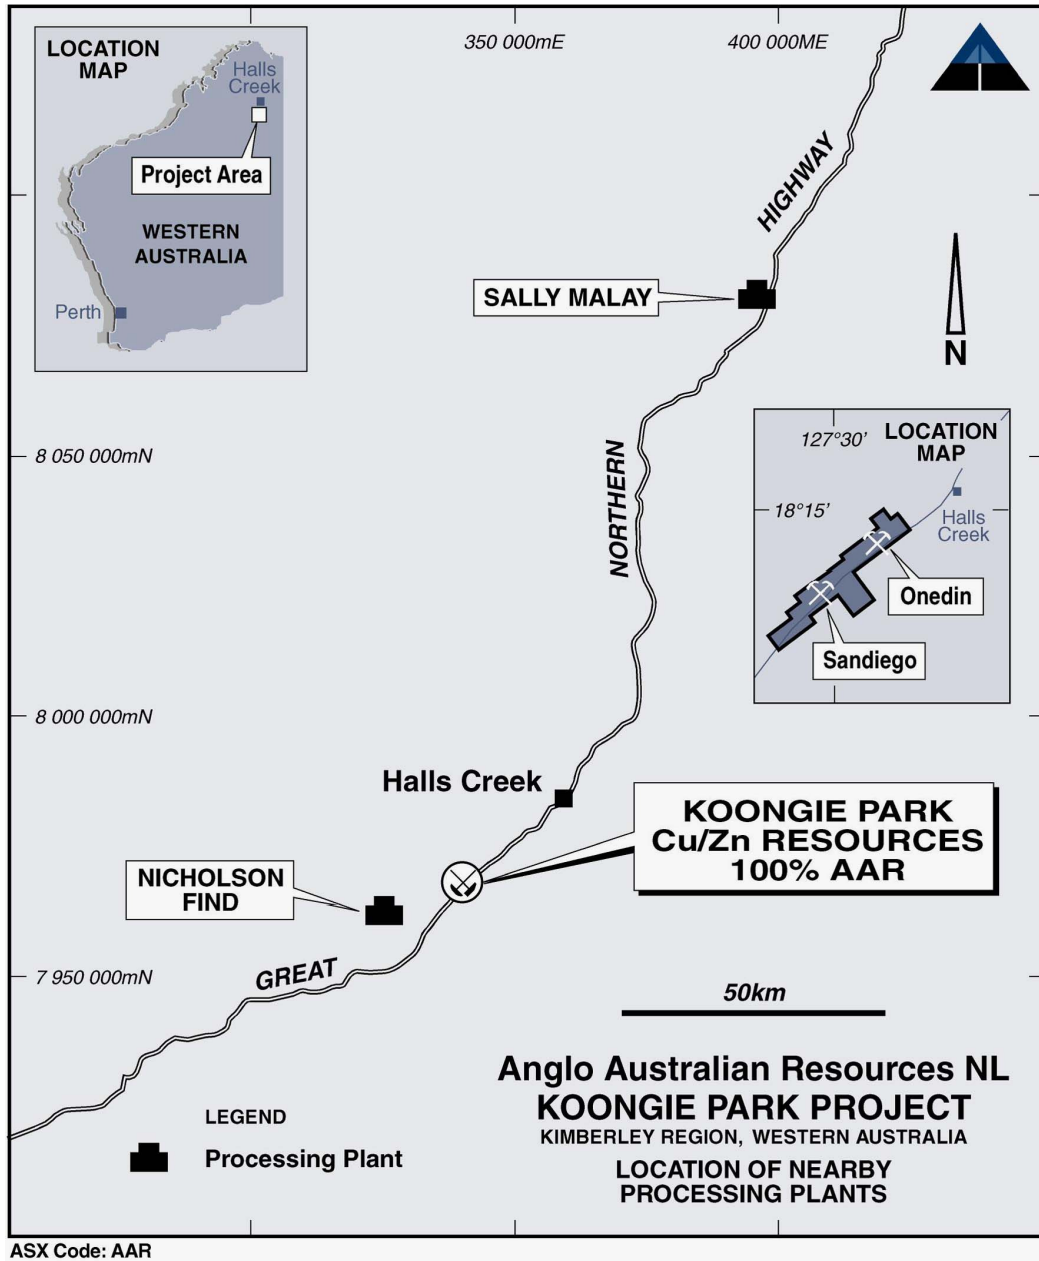 350 000mE
400 000ME
LOCATION
MAP
Halls
Creek
Project Area
WESTERN
AUSTRALIA
Perth
HIGHWAY
SALLY MALAY
N
8 050 000mN
NORTHERN
127°30'
LOCATION
MAP
18°15'
Halls
Creek
Onedin
Sandiego
8 000 000mN
Halls Creek
KOONGIE PARK
Cu/Zn RESOURCES
100% AAR
NICHOLSON
FIND
7 950 000mN
GREAT
50km
Anglo Australian Resources NL
KOONGIE PARK PROJECT
KIMBERLEY REGION, WESTERN AUSTRALIA
LOCATION OF NEARBY
PROCESSING PLANTS
LEGEND
Processing Plant
ASX Code: AAR